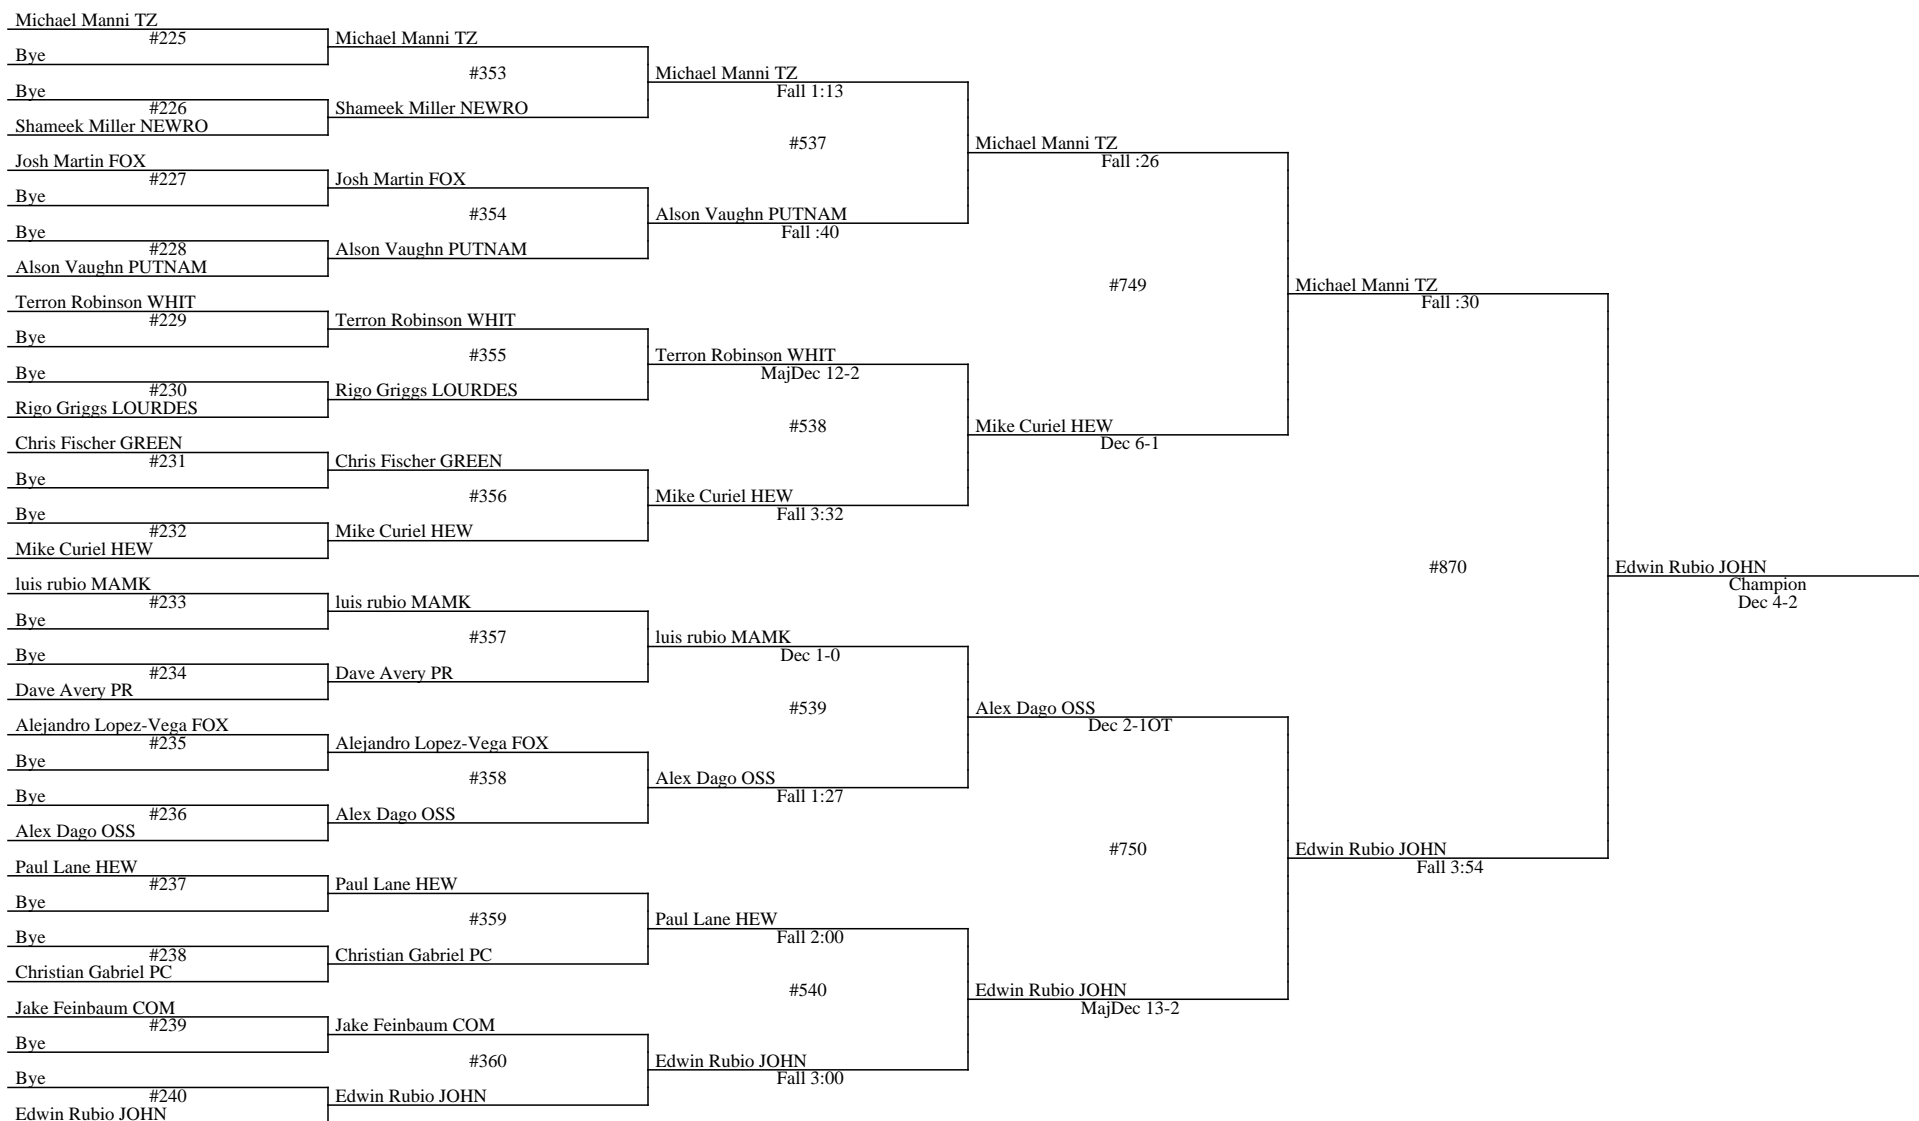 Michael Manni TZ
#225
Bye
Bye
#226
Shameek Miller NEWRO
Josh Martin FOX
#227
Bye
Bye
#228
Alson Vaughn PUTNAM
Terron Robinson WHIT
#229
Bye
Bye
#230
Rigo Griggs LOURDES
Chris Fischer GREEN
#231
Bye
Bye
#232
Mike Curiel HEW
luis rubio MAMK
#233
Bye
Bye
#234
Dave Avery PR
Alejandro Lopez-Vega FOX
#235
Bye
Bye
#236
Alex Dago OSS
Paul Lane HEW
#237
Bye
Bye
#238
Christian Gabriel PC
Jake Feinbaum COM
#239
Bye
Bye
#240
Edwin Rubio JOHN
Michael Manni TZ
#353
Shameek Miller NEWRO
Josh Martin FOX
#354
Alson Vaughn PUTNAM
Terron Robinson WHIT
#355
Rigo Griggs LOURDES
Chris Fischer GREEN
#356
Mike Curiel HEW
luis rubio MAMK
#357
Dave Avery PR
Alejandro Lopez-Vega FOX
#358
Alex Dago OSS
Paul Lane HEW
#359
Christian Gabriel PC
Jake Feinbaum COM
#360
Edwin Rubio JOHN
Michael Manni TZ
Fall 1:13
#537
Alson Vaughn PUTNAM
Fall :40
Terron Robinson WHIT
MajDec 12-2
#538
Mike Curiel HEW
Fall 3:32
luis rubio MAMK
Dec 1-0
#539
Alex Dago OSS
Fall 1:27
Paul Lane HEW
Fall 2:00
#540
Edwin Rubio JOHN
Fall 3:00
Michael Manni TZ
Fall :26
#749
Mike Curiel HEW
Dec 6-1
Alex Dago OSS
Dec 2-1OT
#750
Edwin Rubio JOHN
MajDec 13-2
Michael Manni TZ
Fall :30
#870
Edwin Rubio JOHN
Fall 3:54
Edwin Rubio JOHN
Champion
Dec 4-2